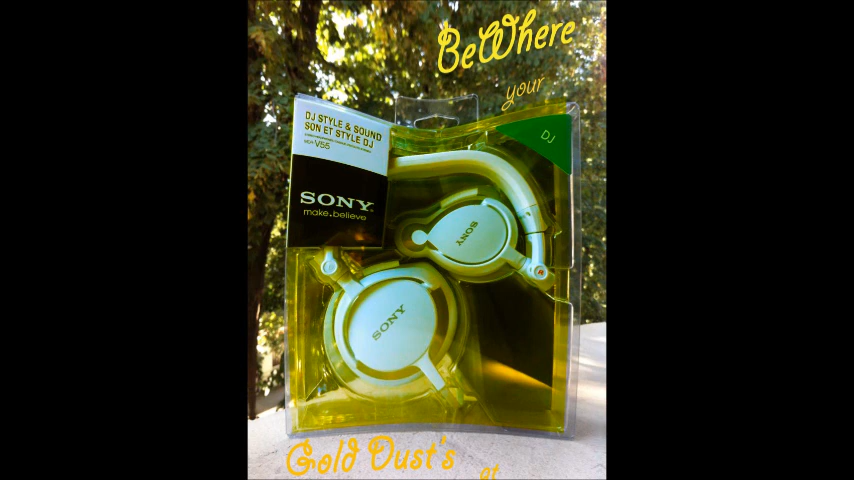 BeWhere
your
DJ STYLE & SOUND
SON ET STYLE DJ
MDR-V55
DJ
SONY
make.believe
SONY
SONY
R
Gold Dust's
at